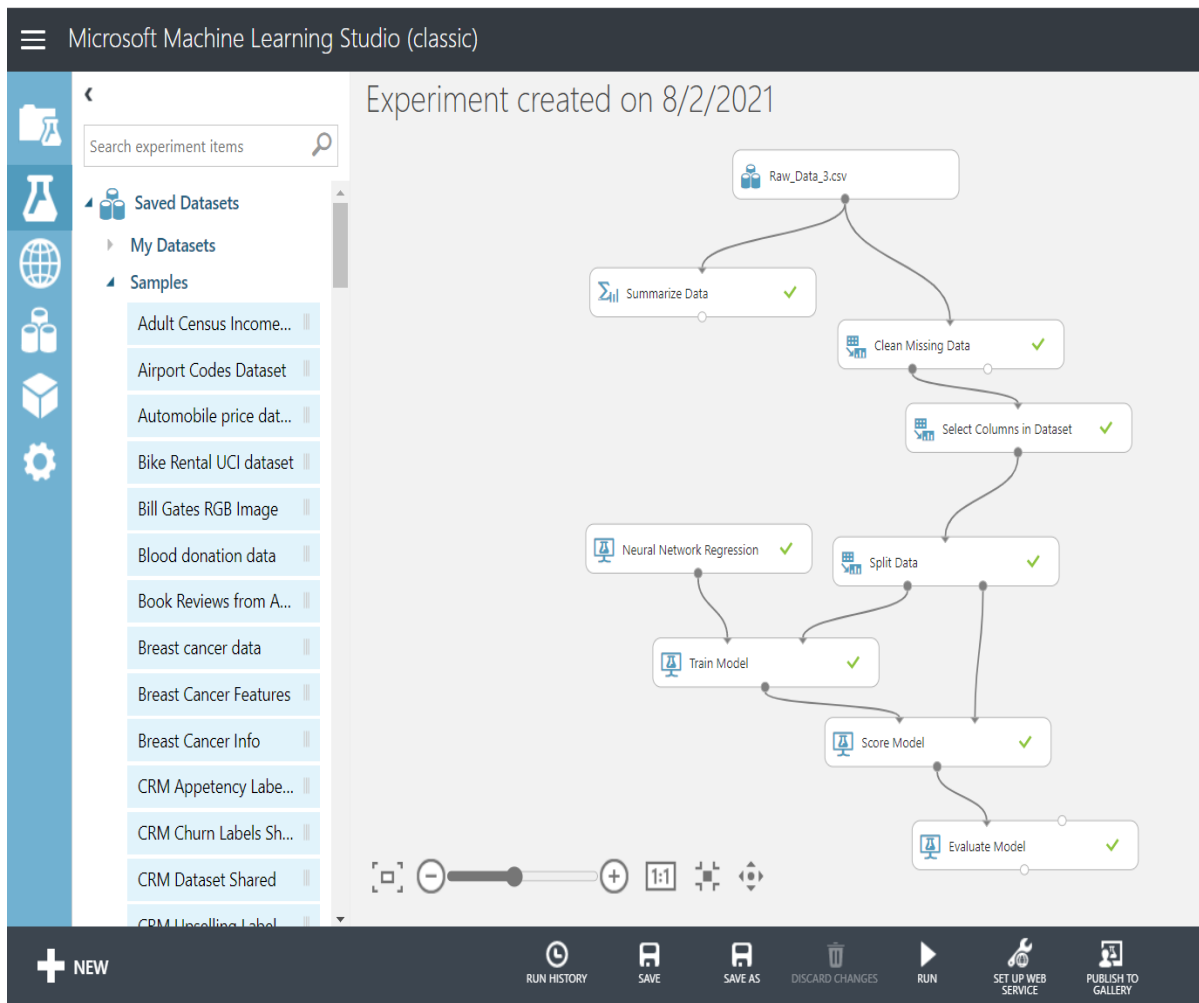 Microsoft Machine Learning Studio (classic)
Experiment created on 8/2/2021
Search experiment items
Saved Datasets
My Datasets
Samples
Adult Census Income...
Airport Codes Dataset
Automobile price dat...
Bike Rental UCI dataset
Bill Gates RGB Image
Blood donation data
Book Reviews from A...
Breast cancer data
Breast Cancer Features
Breast Cancer Info
CRM Appetency Labe...
CRM Churn Labels Sh...
CRM Dataset Shared
CRM Upselling Label
Raw_Data_3.csv
Summarize Data
Clean Missing Data
Select Columns in Dataset
Neural Network Regression
Split Data
Train Model
Score Model
Evaluate Model
1:1
NEW
RUN HISTORY
SAVE
SAVE AS
DISCARD CHANGES
RUN
SET UP WEB
SERVICE
PUBLISH TO
GALLERY